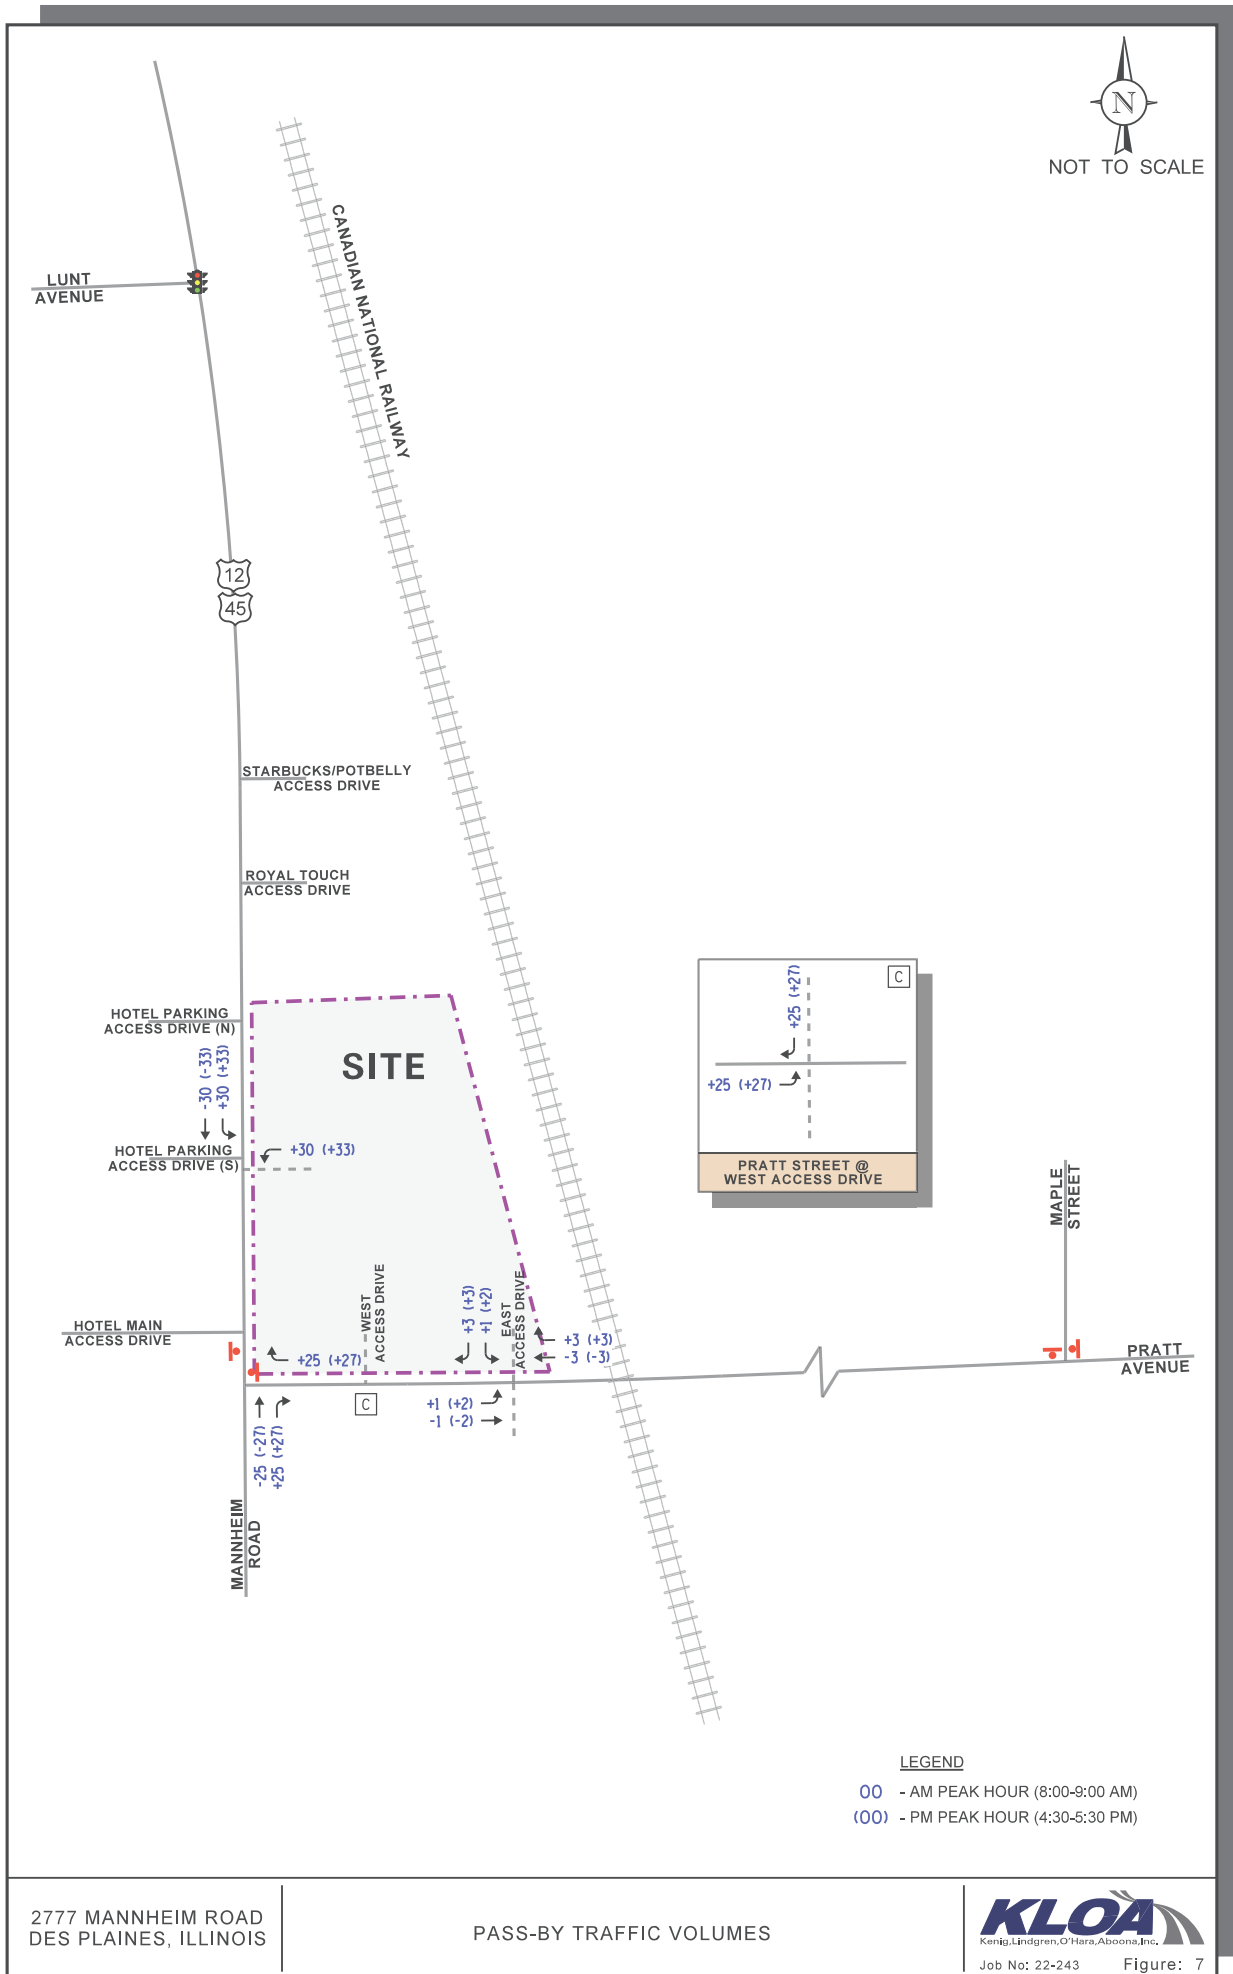 N
NOT TO SCALE
CANADIAN NATIONAL RAILWAY
LUNT
AVENUE
12
45
STARBUCKS/POTBELLY
ACCESS DRIVE
ROYAL TOUCH
ACCESS DRIVE
HOTEL PARKING
ACCESS DRIVE (N)
-30 (-33)
+30 (+33)
SITE
HOTEL PARKING
ACCESS DRIVE (S)
+30 (+33)
+25 (+27)
C
+25 (+27)
PRATT STREET @
WEST ACCESS DRIVE
MAPLE
STREET
HOTEL MAIN
ACCESS DRIVE
WEST
ACCESS DRIVE
+3 (+3)
+1 (+2)
EAST
ACCESS DRIVE
+3 (+3)
-3 (-3)
+25 (+27)
PRATT
AVENUE
C
+1 (+2)
-1 (-2)
-25 (-27)
+25 (+27)
MANNHEIM
ROAD
LEGEND
00 - AM PEAK HOUR (8:00-9:00 AM)
(00) - PM PEAK HOUR (4:30-5:30 PM)
2777 MANNHEIM ROAD
DES PLAINES, ILLINOIS
PASS-BY TRAFFIC VOLUMES
KLOA
Kenig,Lindgren,O'Hara,Aboona,Inc.
Job No: 22-243 Figure: 7